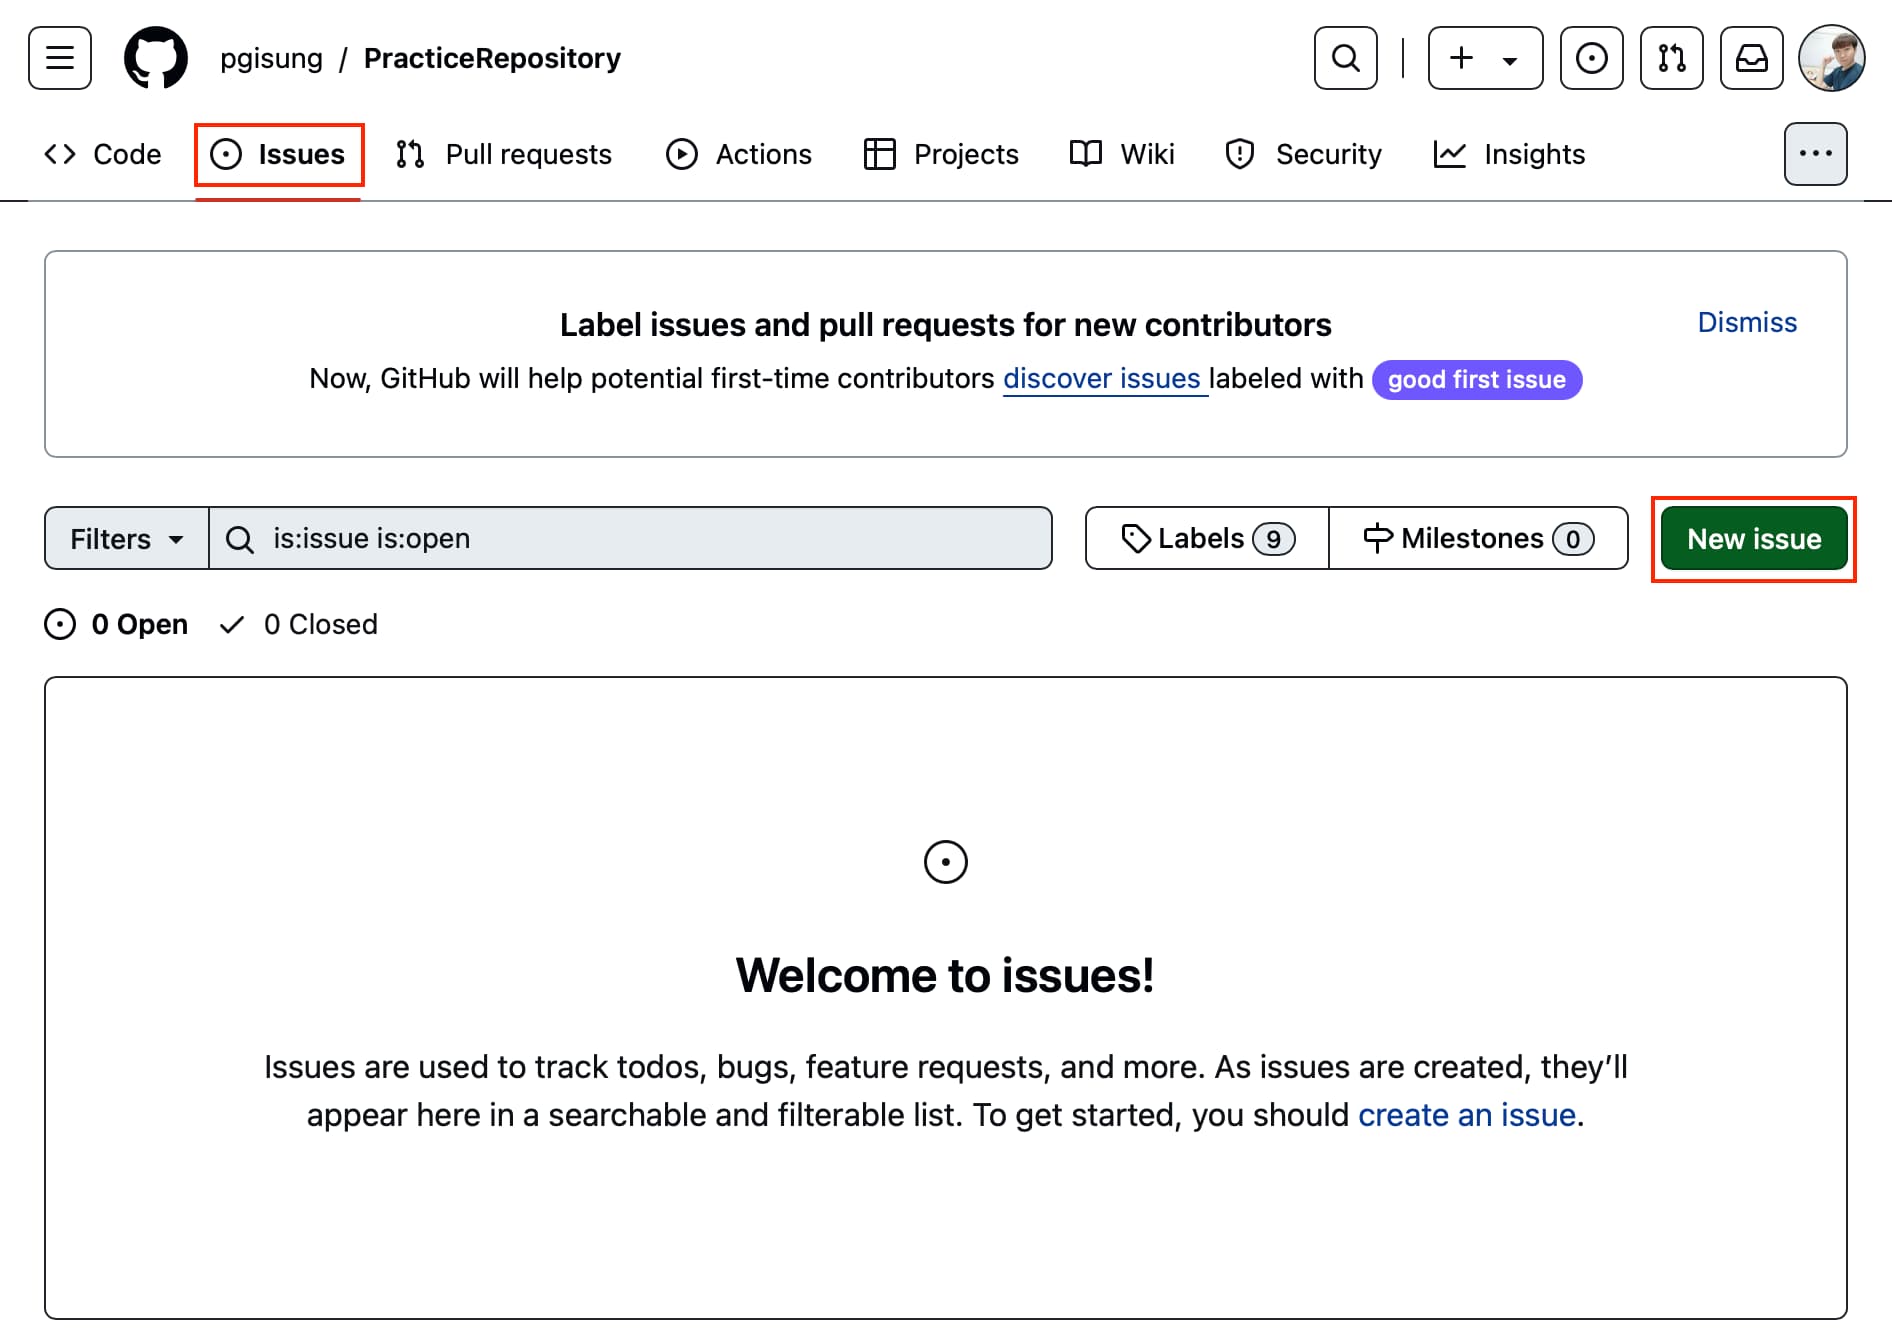 pgisung / PracticeRepository
Code Issues Pull requests Actions Projects Wiki Security Insights
Label issues and pull requests for new contributors
Dismiss
Now, GitHub will help potential first-time contributors discover issues labeled with good first issue
Filters is:issue is:open Labels 9 Milestones 0 New issue
0 Open 0 Closed
Welcome to issues!
Issues are used to track todos, bugs, feature requests, and more. As issues are created, they’ll
appear here in a searchable and filterable list. To get started, you should create an issue.